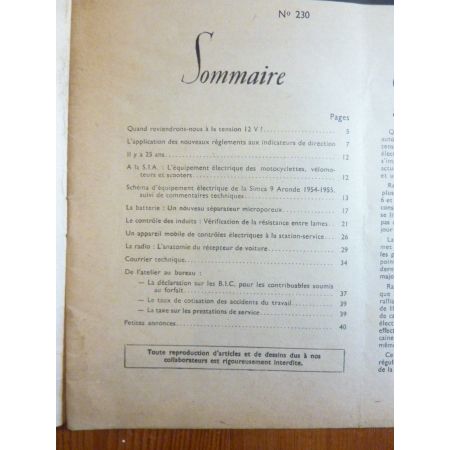 N° 230
Sommaire
Pages
Quand reviendrons-nous à la tension 12 V !.................. 5
L'application des nouveaux règlements aux indicateurs de direction 7
Il y a 25 ans.................. 12
A la S.I.A. : L'équipement électrique des motocyclettes, vélomo-
teurs et scooters .................. 12
Schéma d'équipement électrique de la Simca 9 Aronde 1954-1955,
suivi de commentaires techniques.................. 13
La batterie : Un nouveau séparateur microporeux.................. 17
Le contrôle des induits : Vérification de la résistance entre lames.... 21
Un appareil mobile de contrôles électriques à la station-service.... 26
La radio : L'anatomie du récepteur de voiture.................. 29
Courrier technique.................. 34
De l'atelier au bureau :
— La déclaration sur les B.I.C. pour les contribuables soumis
au forfait.................. 37
— Le taux de cotisation des accidents du travail.......... 39
— La taxe sur les prestations de service.................. 39
Petites annonces.................. 40
Toute reproduction d'articles et de dessins dus à nos
collaborateurs est rigoureusement interdite.